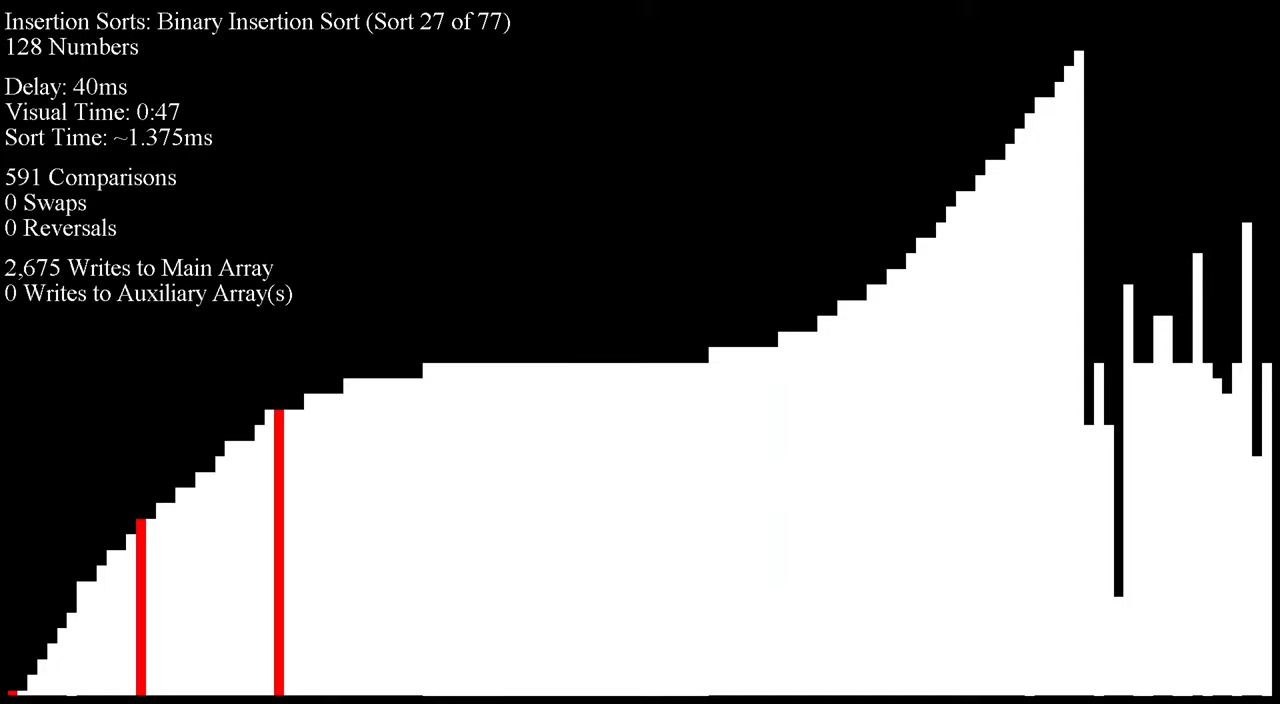 Insertion Sorts: Binary Insertion Sort (Sort 27 of 77)
128 Numbers
Delay: 40ms
Visual Time: 0:47
Sort Time: ~1.375ms
591 Comparisons
0 Swaps
0 Reversals
2,675 Writes to Main Array
0 Writes to Auxiliary Array(s)